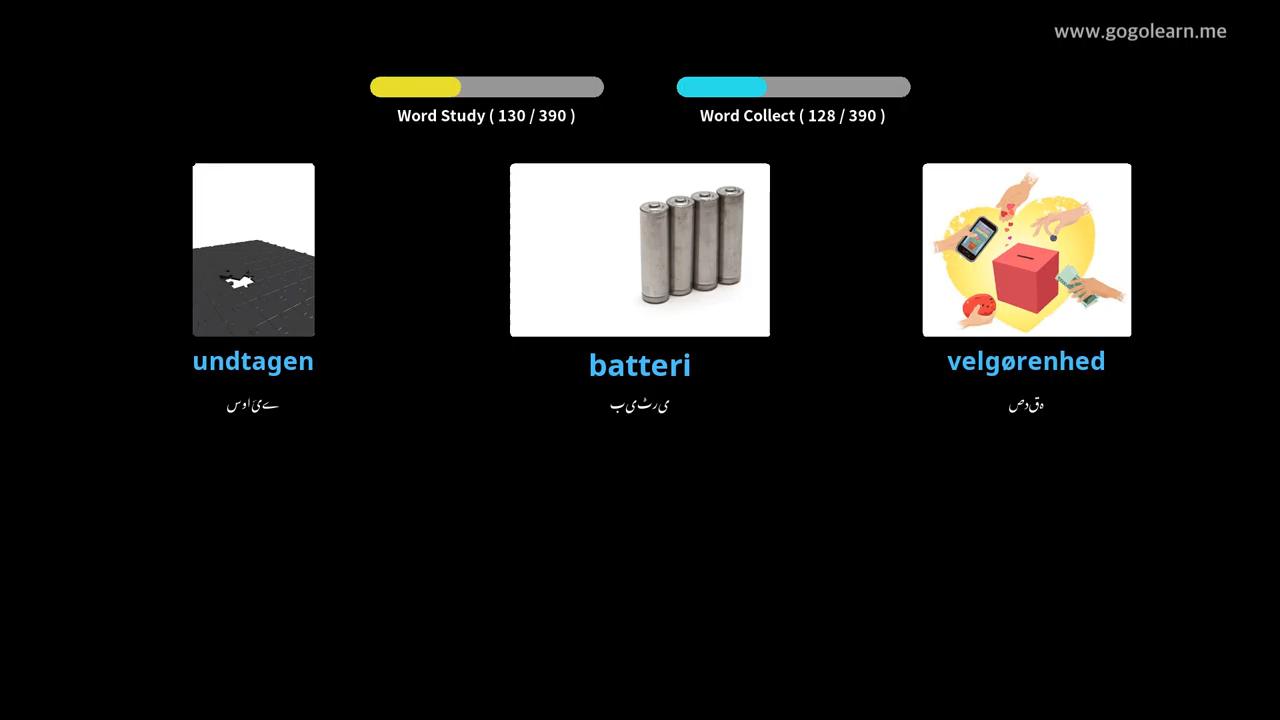 www.gogolearn.me
Word Study ( 130 / 390 )
Word Collect ( 128 / 390 )
undtagen
batteri
velgørenhed
سوائے
بیٹری
صدقہ